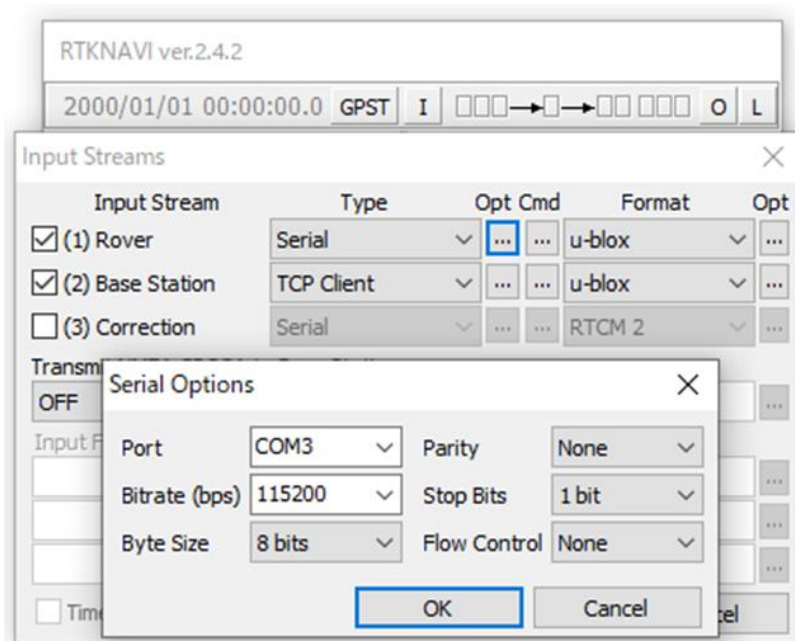 RTKNAVI ver.2.4.2
2000/01/01 00:00:00.0 GPST I O L
Input Streams
Input Stream Type Opt Cmd Format Opt
(1) Rover Serial ... ... u-blox ...
(2) Base Station TCP Client ... ... u-blox ...
(3) Correction Serial ... ... RTCM 2 ...
OFF ...
Serial Options
Port COM3 Parity None
Bitrate (bps) 115200 Stop Bits 1 bit
Byte Size 8 bits Flow Control None
OK Cancel